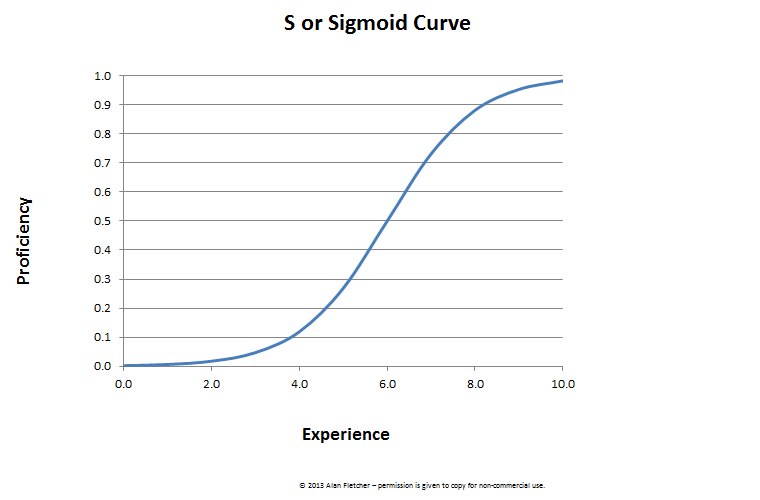 S or Sigmoid Curve
1.0
0.9
0.8
0.7
0.6
0.5
0.4
0.3
0.2
0.1
0.0
Proficiency
0.0 2.0 4.0 6.0 8.0 10.0
Experience
© 2013 Alan Fletcher – permission is given to copy for non-commercial use.